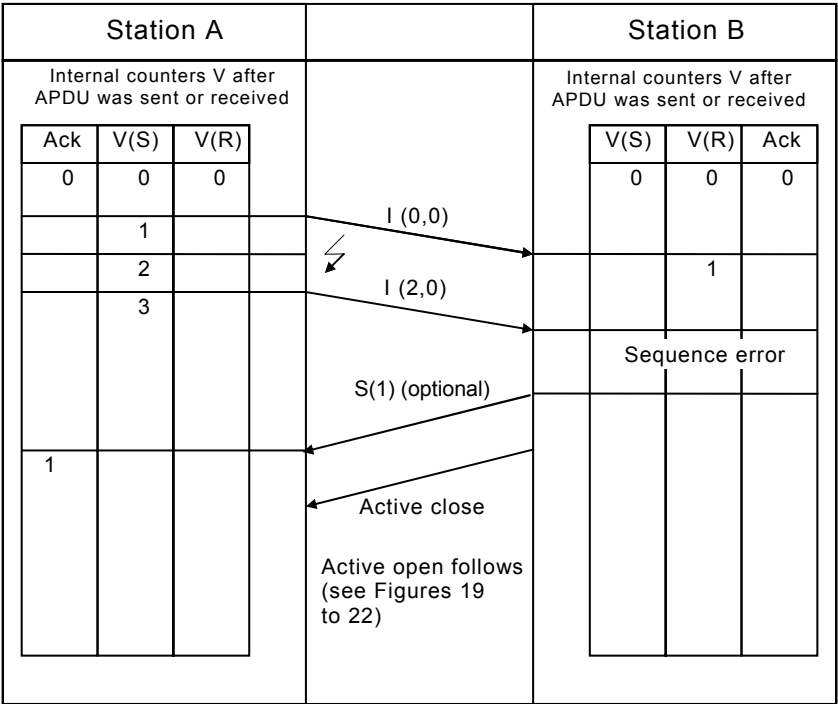 Station A
Station B
Internal counters V after
APDU was sent or received
Internal counters V after
APDU was sent or received
Ack V(S) V(R)
V(S) V(R) Ack
0 0 0
0 0 0
I (0,0)
1
2
1
I (2,0)
3
Sequence error
S(1) (optional)
1
Active close
Active open follows
(see Figures 19
to 22)